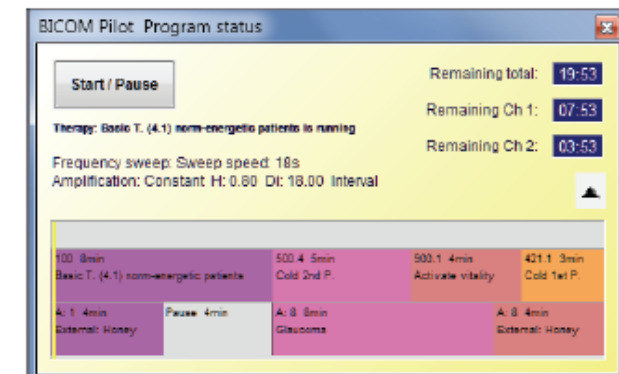 BICOM Pilot Program status
Start / Pause
Remaining total: 19:53
Remaining Ch 1: 07:53
Remaining Ch 2: 03:53
Therapy: Basic T. (4.1) norm-energetic patients is running
Frequency sweep: Sweep speed: 18s
Amplification: Constant H: 0.80 DI: 18.00 Interval
100 8min 500.4 5min 900.1 4min 421.1 3min
Basic T. (4.1) norm-energetic patients Cold 2nd P. Activate vitality Cold 1st P.
A: 1 4min Pause 4min A: 8 8min A: 8 4min
External: Honey Glaucoma External: Honey